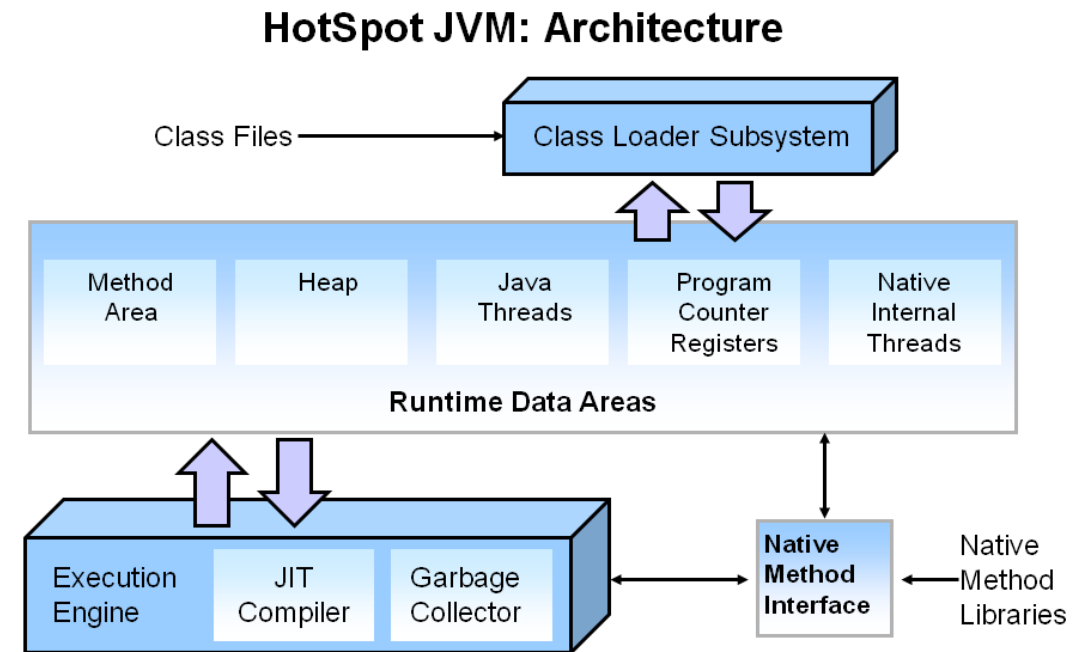 HotSpot JVM: Architecture
Class Files
Class Loader Subsystem
Method
Area
Heap
Java
Threads
Program
Counter
Registers
Native
Internal
Threads
Runtime Data Areas
Execution
Engine
JIT
Compiler
Garbage
Collector
Native
Method
Interface
Native
Method
Libraries